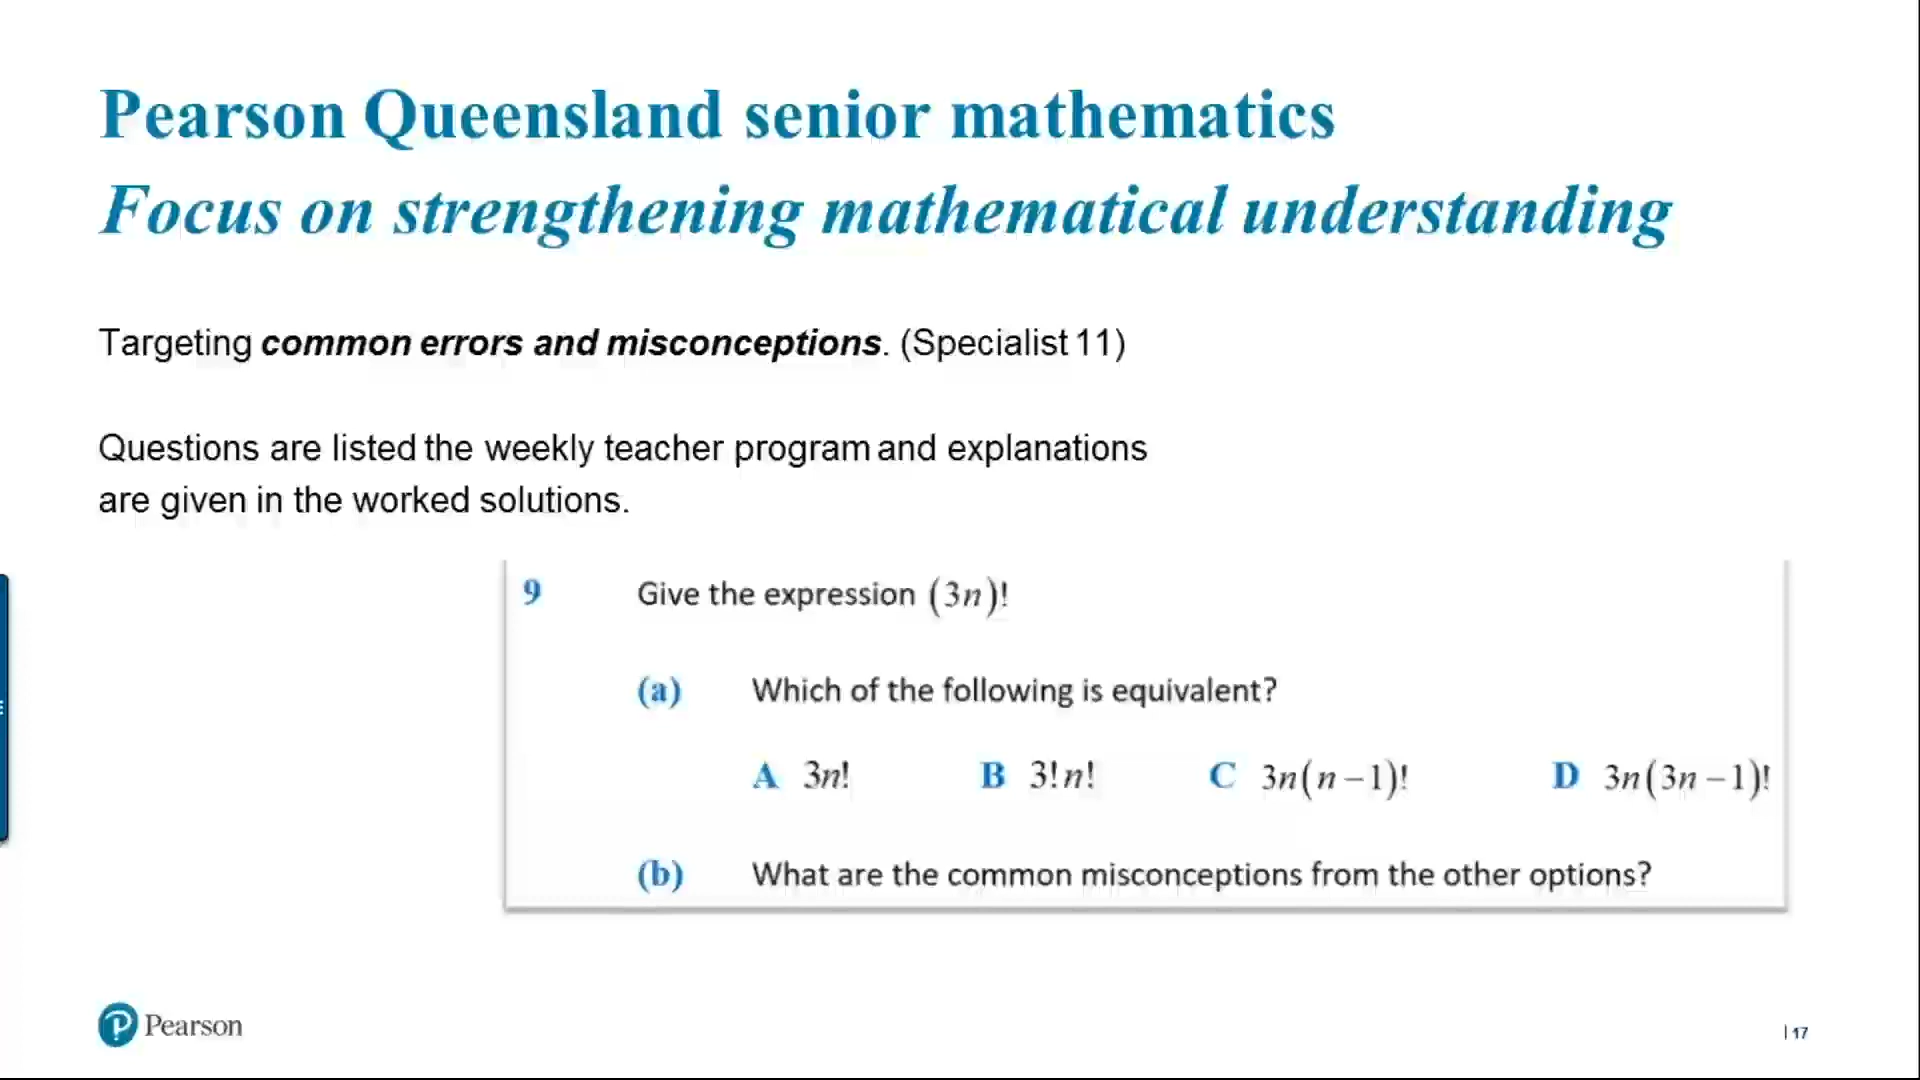 Pearson Queensland senior mathematics
Focus on strengthening mathematical understanding
Targeting common errors and misconceptions. (Specialist 11)
Questions are listed the weekly teacher program and explanations
are given in the worked solutions.
9 Give the expression (3n)!
(a) Which of the following is equivalent?
A 3n! B 3!n! C 3n(n−1)! D 3n(3n−1)!
(b) What are the common misconceptions from the other options?
Pearson
| 17